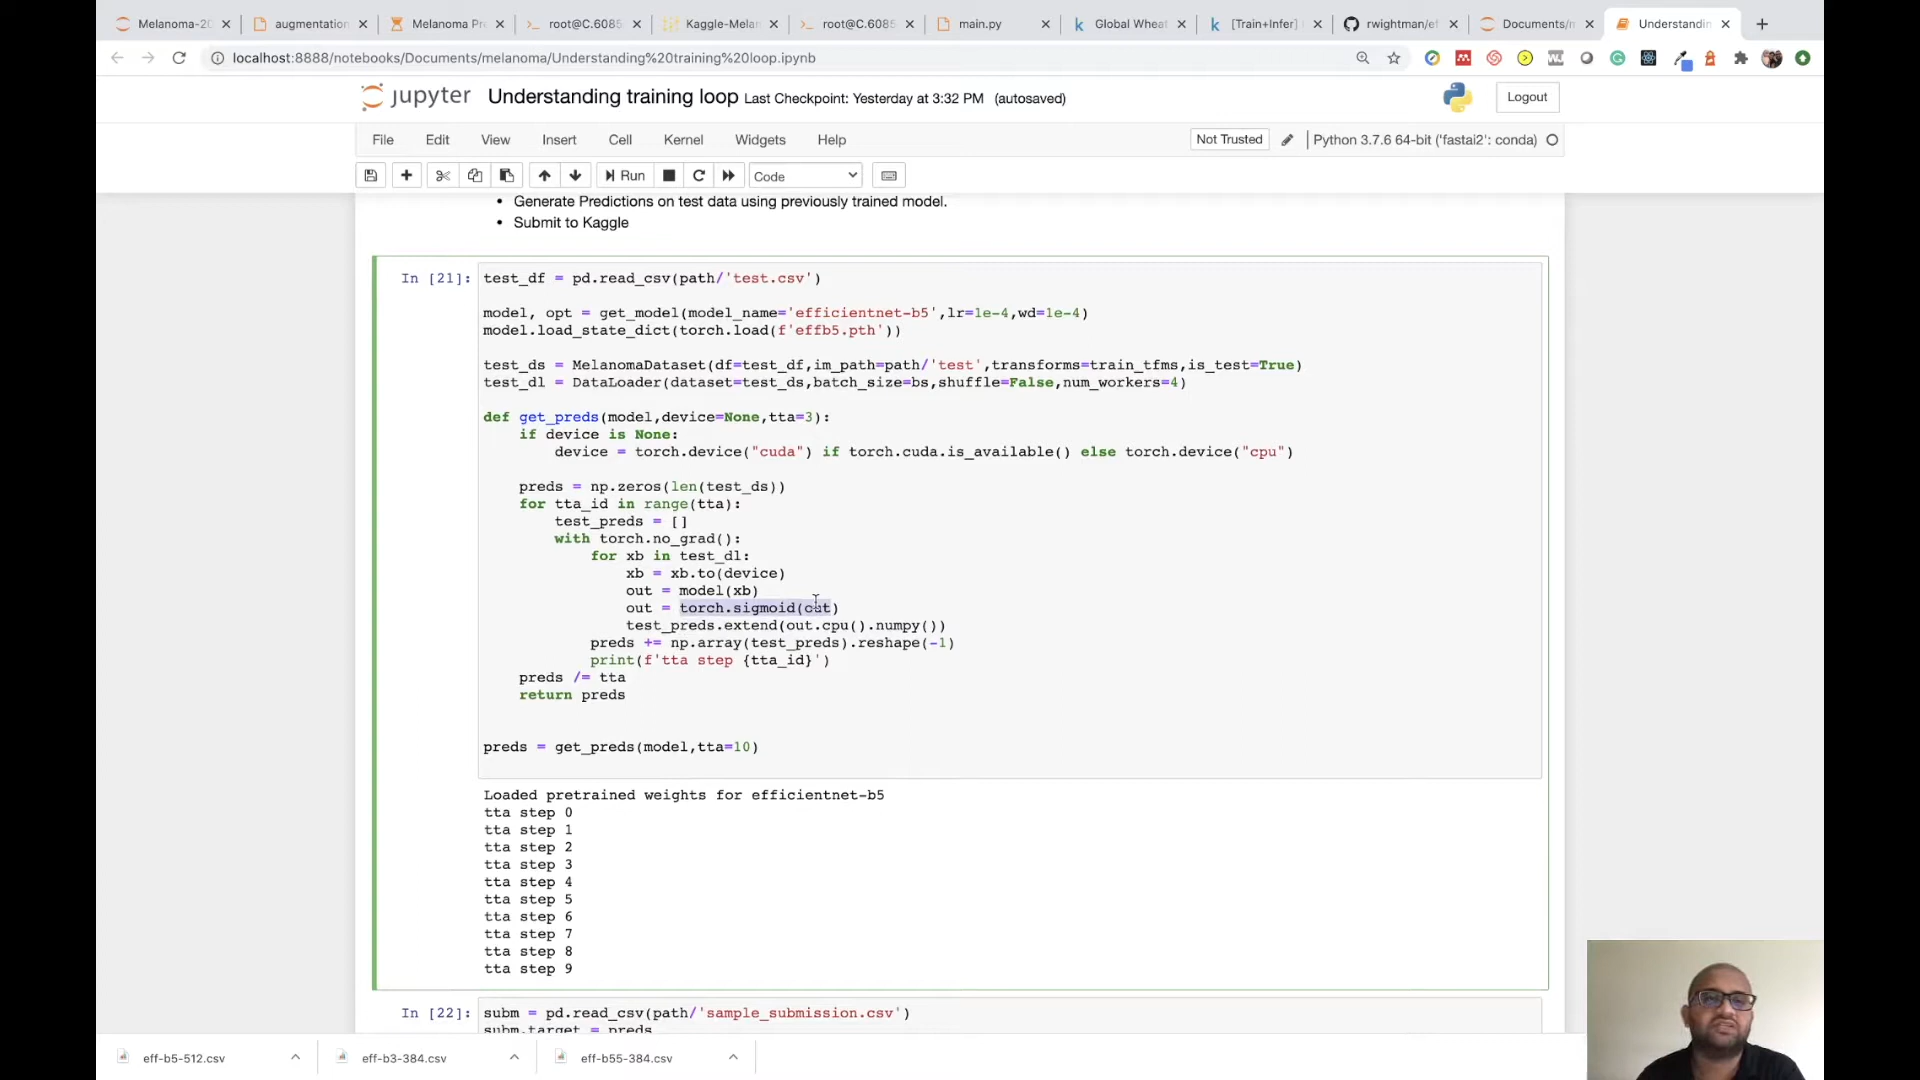 Melanoma-20
augmentation
Melanoma Pre
root@C.6085
Kaggle-Melan
root@C.6085
main.py
Global Wheat
[Train+Infer]
rwightman/ef
Documents/m
Understandin
localhost:8888/notebooks/Documents/melanoma/Understanding%20training%20loop.ipynb
jupyter Understanding training loop Last Checkpoint: Yesterday at 3:32 PM (autosaved)
Logout
File Edit View Insert Cell Kernel Widgets Help
Not Trusted
Python 3.7.6 64-bit ('fastai2': conda)
Run
Code
• Generate Predictions on test data using previously trained model.
• Submit to Kaggle
In [21]:
test_df = pd.read_csv(path/'test.csv')
model, opt = get_model(model_name='efficientnet-b5',lr=1e-4,wd=1e-4)
model.load_state_dict(torch.load(f'effb5.pth'))
test_ds = MelanomaDataset(df=test_df,im_path=path/'test',transforms=train_tfms,is_test=True)
test_dl = DataLoader(dataset=test_ds,batch_size=bs,shuffle=False,num_workers=4)
def get_preds(model,device=None,tta=3):
if device is None:
device = torch.device("cuda") if torch.cuda.is_available() else torch.device("cpu")
preds = np.zeros(len(test_ds))
for tta_id in range(tta):
test_preds = []
with torch.no_grad():
for xb in test_dl:
xb = xb.to(device)
out = model(xb)
out = torch.sigmoid(out)
test_preds.extend(out.cpu().numpy())
preds += np.array(test_preds).reshape(-1)
print(f'tta step {tta_id}')
preds /= tta
return preds
preds = get_preds(model,tta=10)
Loaded pretrained weights for efficientnet-b5
tta step 0
tta step 1
tta step 2
tta step 3
tta step 4
tta step 5
tta step 6
tta step 7
tta step 8
tta step 9
In [22]:
subm = pd.read_csv(path/'sample_submission.csv')
subm.target = preds
eff-b5-512.csv
eff-b3-384.csv
eff-b55-384.csv